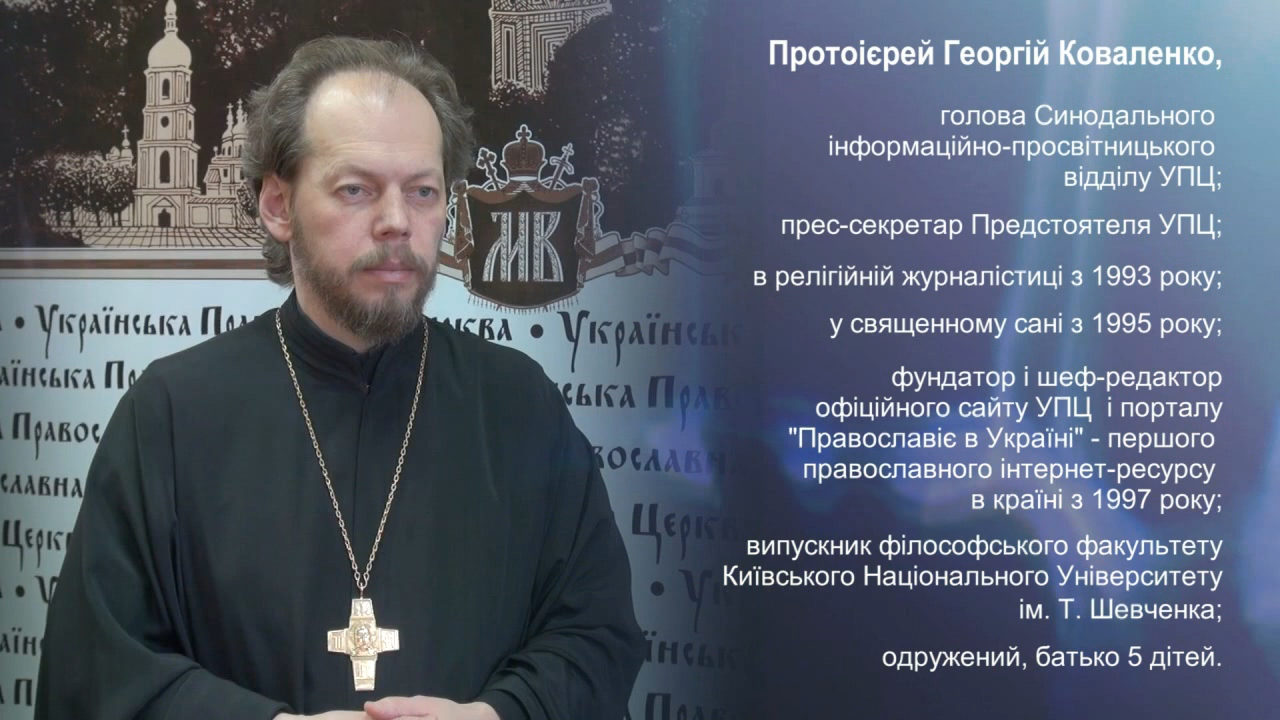 Протоієрей Георгій Коваленко,
голова Синодального
інформаційно-просвітницького
відділу УПЦ;
прес-секретар Предстоятеля УПЦ;
в релігійній журналістиці з 1993 року;
у священному сані з 1995 року;
фундатор і шеф-редактор
офіційного сайту УПЦ і порталу
"Православіє в Україні" - першого
православного інтернет-ресурсу
в країні з 1997 року;
випускник філософського факультету
Київського Національного Університету
ім. Т. Шевченка;
одружений, батько 5 дітей.
• Українська • Українська